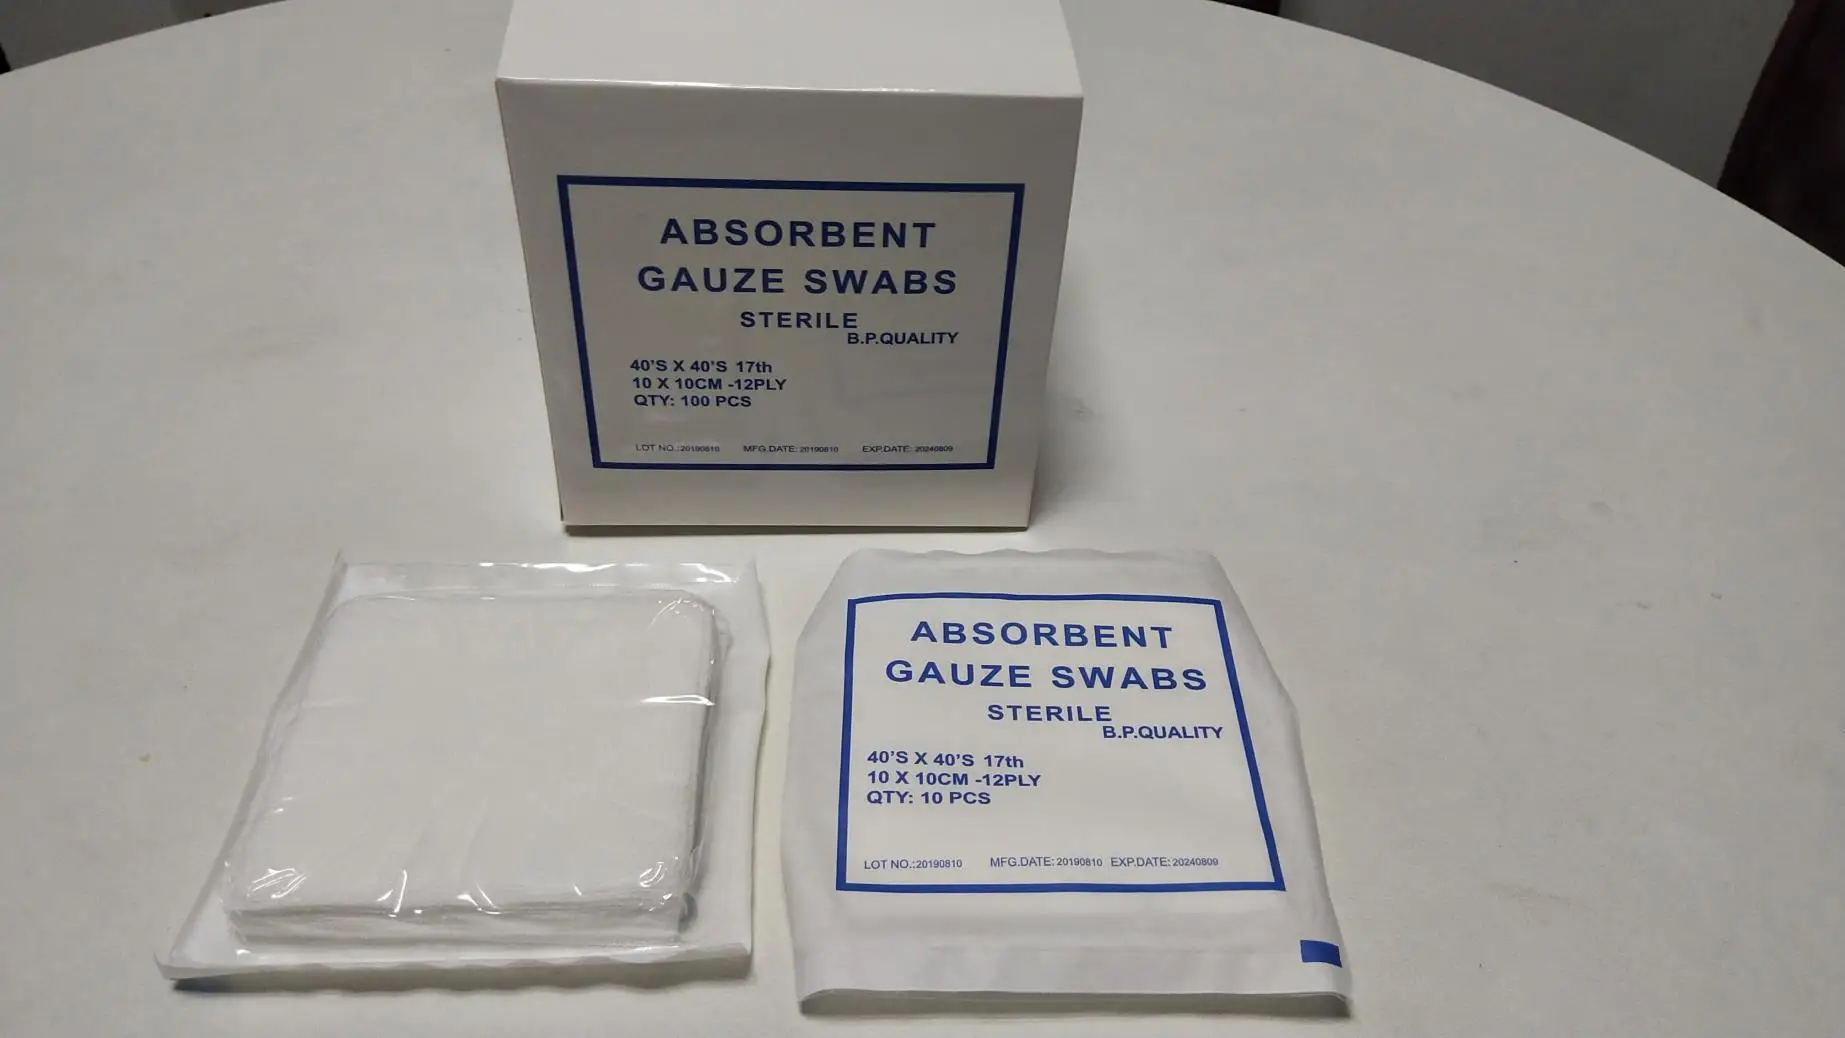 ABSORBENT
GAUZE SWABS
STERILE
B.P.QUALITY
40'S X 40'S 17th
10 X 10CM -12PLY
QTY: 100 PCS
LOT NO.:20190810 MFG.DATE: 20190810 EXP.DATE: 20240809
ABSORBENT
GAUZE SWABS
STERILE
B.P.QUALITY
40'S X 40'S 17th
10 X 10CM -12PLY
QTY: 10 PCS
LOT NO.:20190810 MFG.DATE: 20190810 EXP.DATE: 20240809